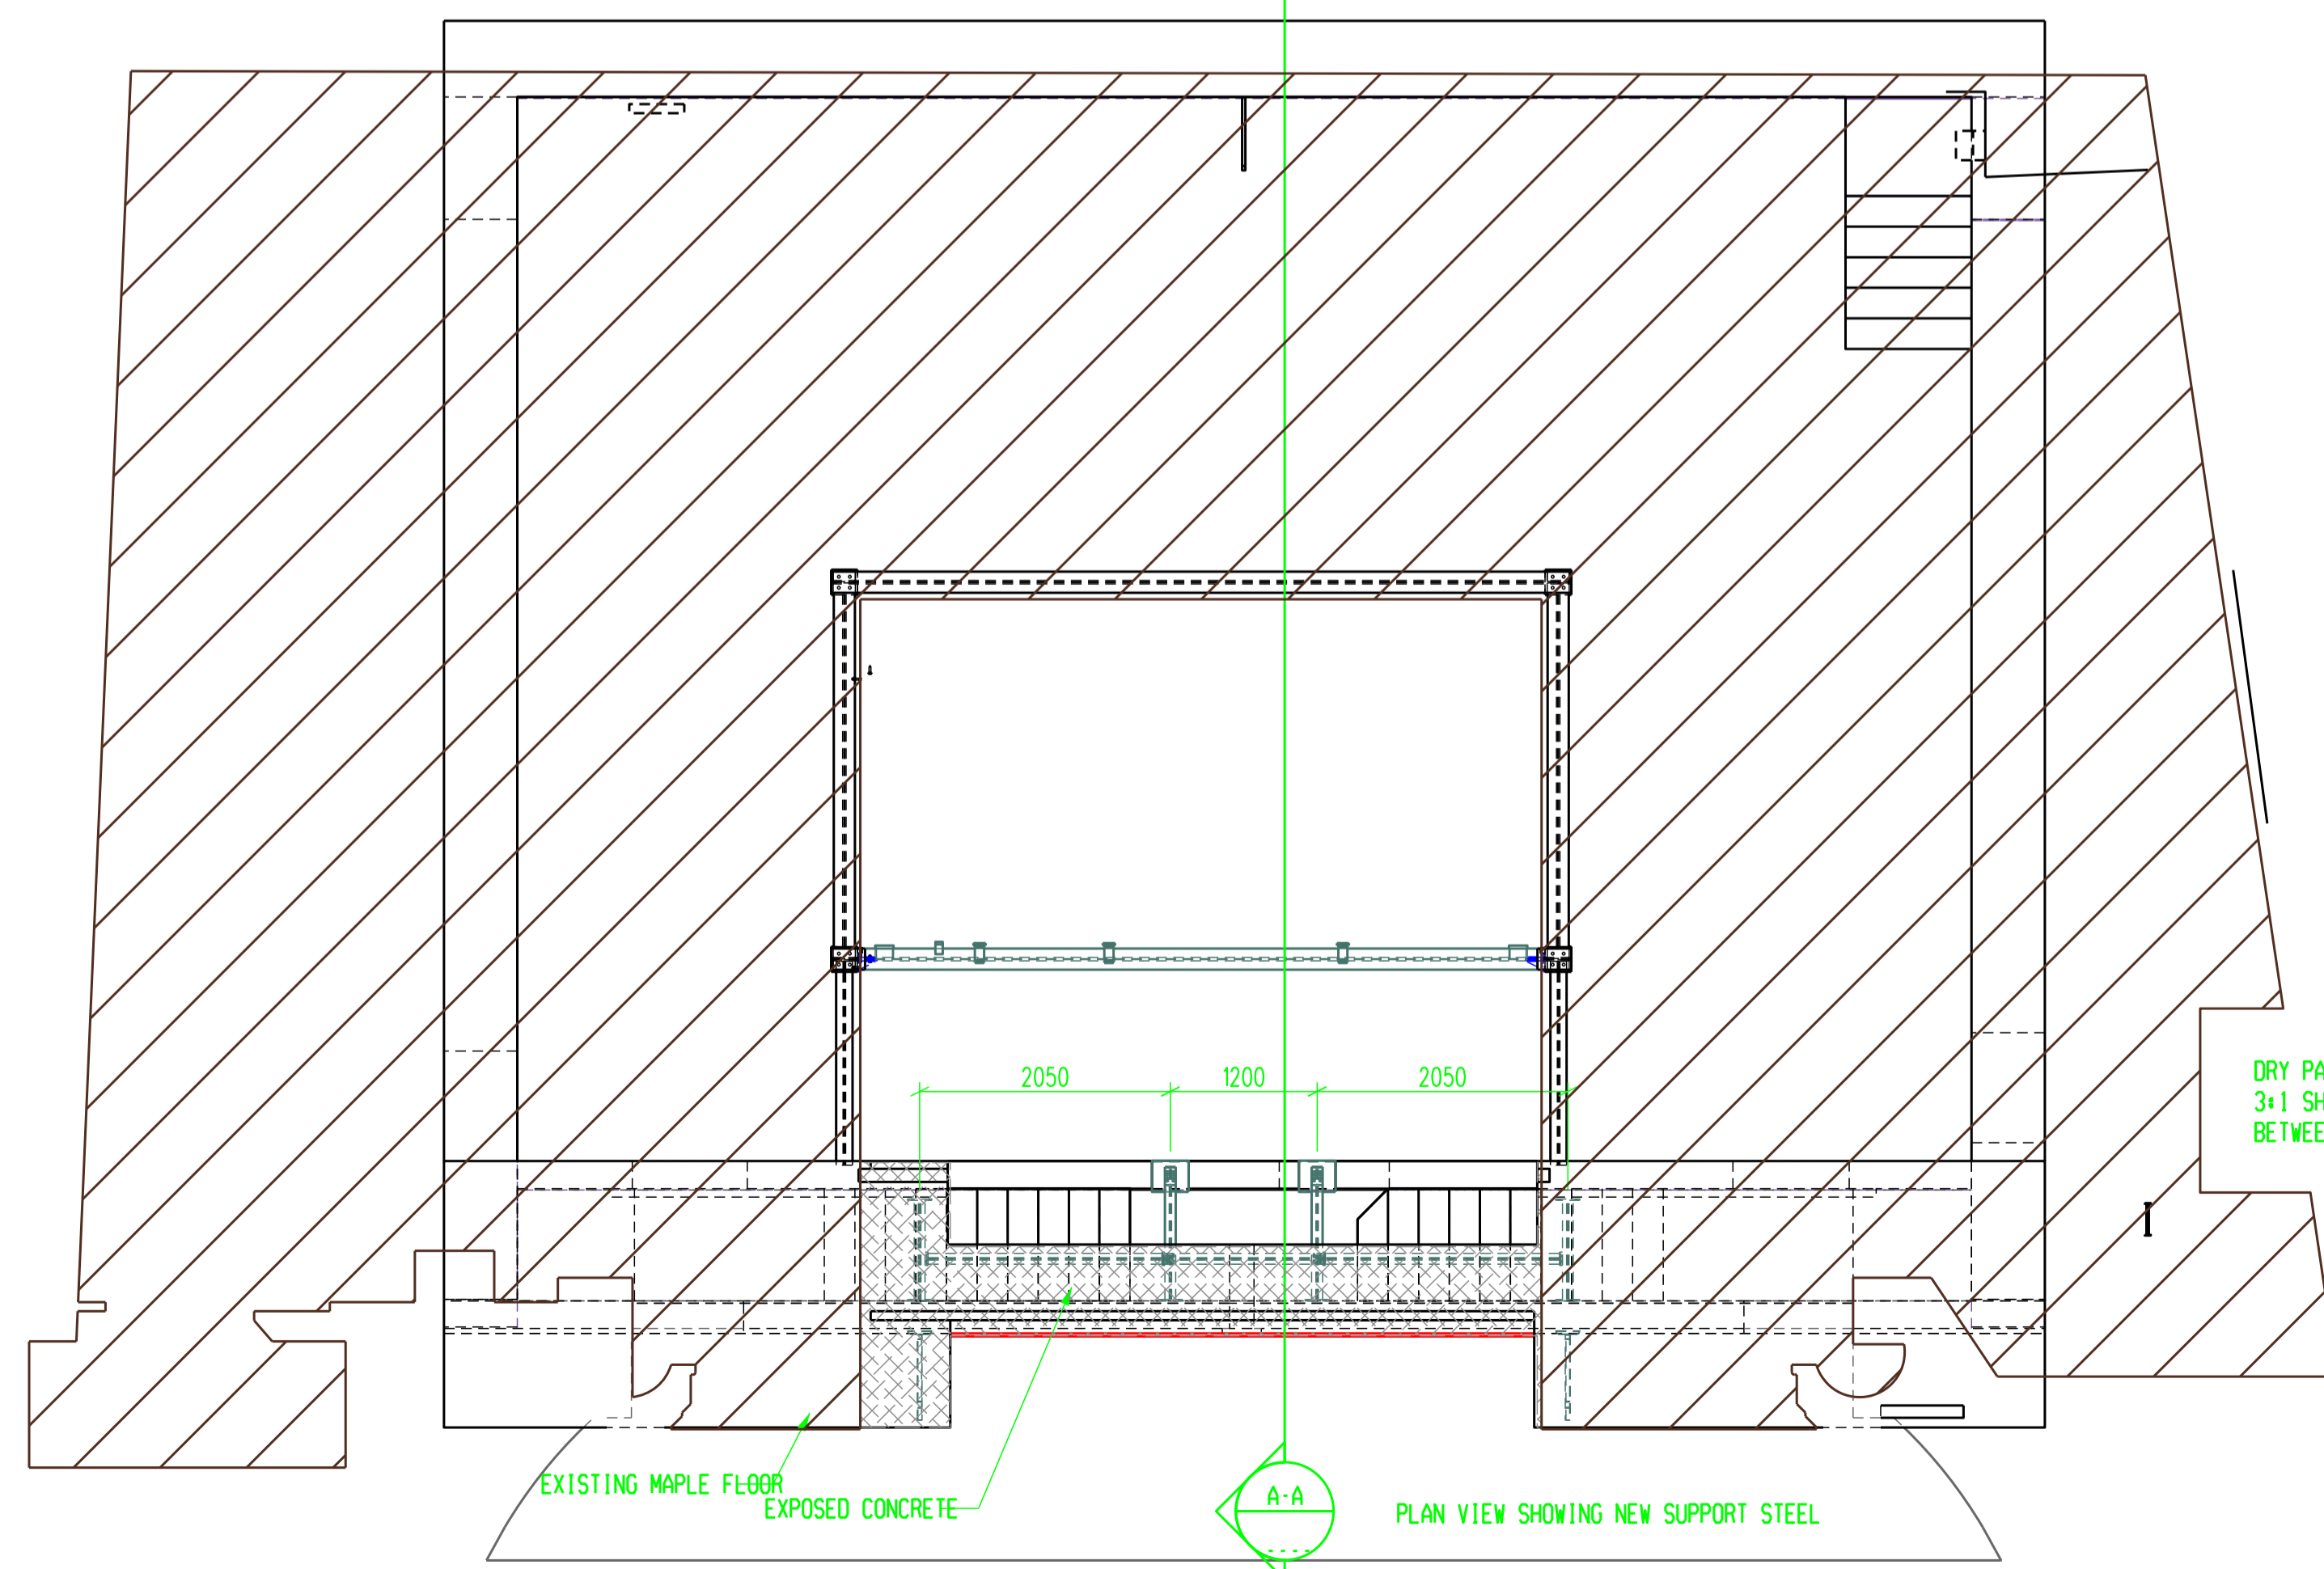 2050 1200 2050
DRY PA
3:1 SH
BETWEE
EXISTING MAPLE FLOOR
EXPOSED CONCRETE
A-A
PLAN VIEW SHOWING NEW SUPPORT STEEL